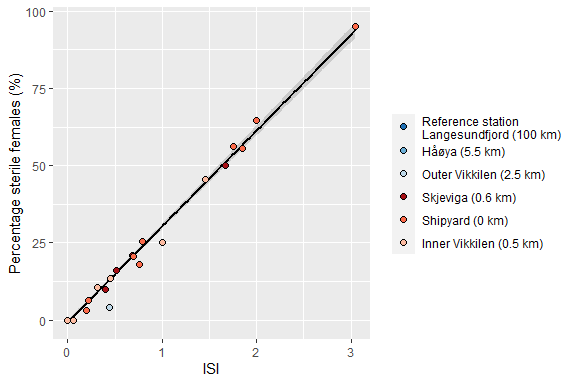 100
75
50
25
0
Percentage sterile females (%)
0
1
2
3
ISI
Reference station
Langesundfjord (100 km)
Håøya (5.5 km)
Outer Vikkilen (2.5 km)
Skjeviga (0.6 km)
Shipyard (0 km)
Inner Vikkilen (0.5 km)